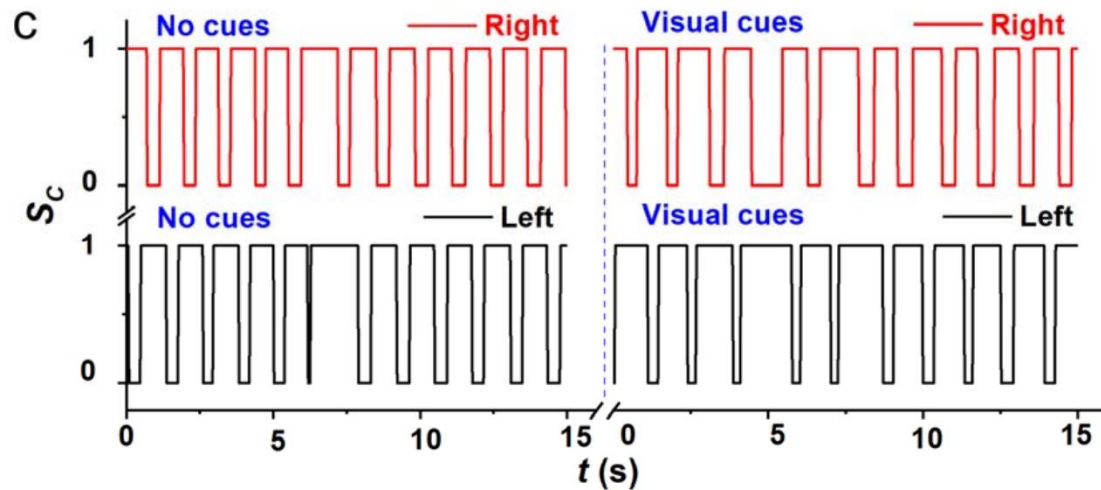 C
No cues
Right
Visual cues
Right
1
0
S_C
No cues
Left
Visual cues
Left
1
0
0 5 10 15 0 5 10 15
t (s)